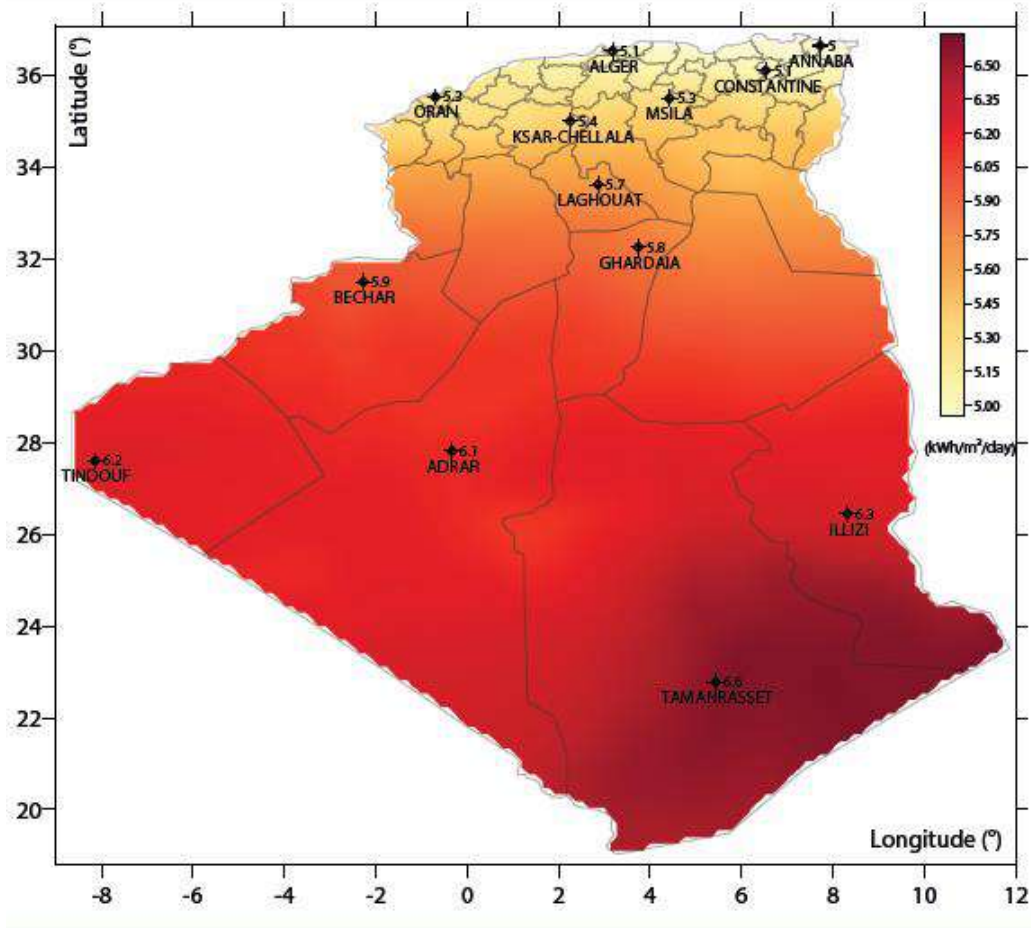 Latitude (°)
36
34
32
30
28
26
24
22
20
5.1
ALGER
5
ANNABA
5.1
CONSTANTINE
5.3
ORAN
5.3
MSILA
5.4
KSAR-CHELLALA
5.7
LAGHOUAT
5.8
GHARDAIA
5.9
BECHAR
6.2
TINDOUF
6.1
ADRAR
6.3
ILLIZI
6.6
TAMANRASSET
6.50
6.35
6.20
6.05
5.90
5.75
5.60
5.45
5.30
5.15
5.00
(kWh/m²/day)
Longitude (°)
-8 -6 -4 -2 0 2 4 6 8 10 12